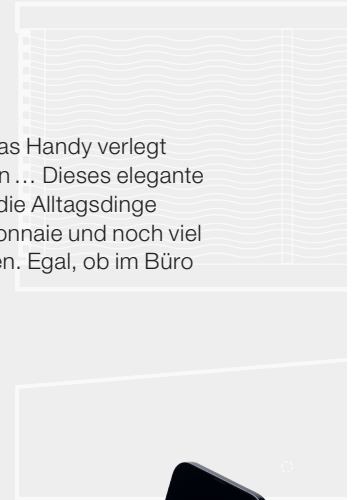 as Handy verlegt
n … Dieses elegante
die Alltagsdinge
onnaie und noch viel
en. Egal, ob im Büro